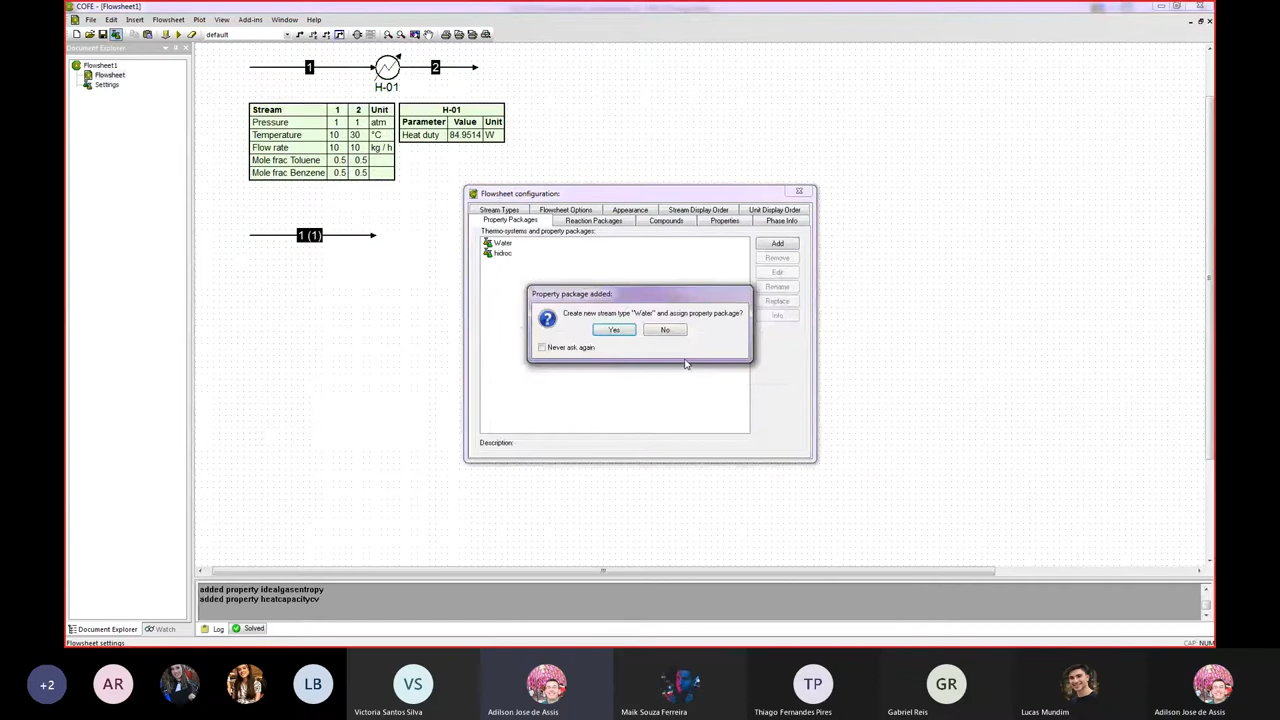 COFE - [Flowsheet1]
File Edit Insert Flowsheet Plot View Add-ins Window Help
default
Document Explorer
Flowsheet1
Flowsheet
Settings
1 2
H-01
Stream 1 2 Unit
Pressure 1 1 atm
Temperature 10 30 °C
Flow rate 10 10 kg / h
Mole frac Toluene 0.5 0.5
Mole frac Benzene 0.5 0.5
H-01
Parameter Value Unit
Heat duty 84.9514 W
1 (1)
Flowsheet configuration:
Stream Types Flowsheet Options Appearance Stream Display Order Unit Display Order
Property Packages Reaction Packages Compounds Properties Phase Info
Thermo-systems and property packages:
Water
hidroc
Add
Remove
Edit
Rename
Replace
Info
Property package added:
Create new stream type "Water" and assign property package?
Yes No
Never ask again
Description:
added property idealgasentropy
added property heatcapacitycv
Document Explorer Watch
Log Solved
Flowsheet settings
CAP NUM
+2
AR
LB
VS
TP
GR
Victoria Santos Silva
Adilson Jose de Assis
Maik Souza Ferreira
Thiago Fernandes Pires
Gabriel Reis
Lucas Mundim
Adilson Jose de Assis